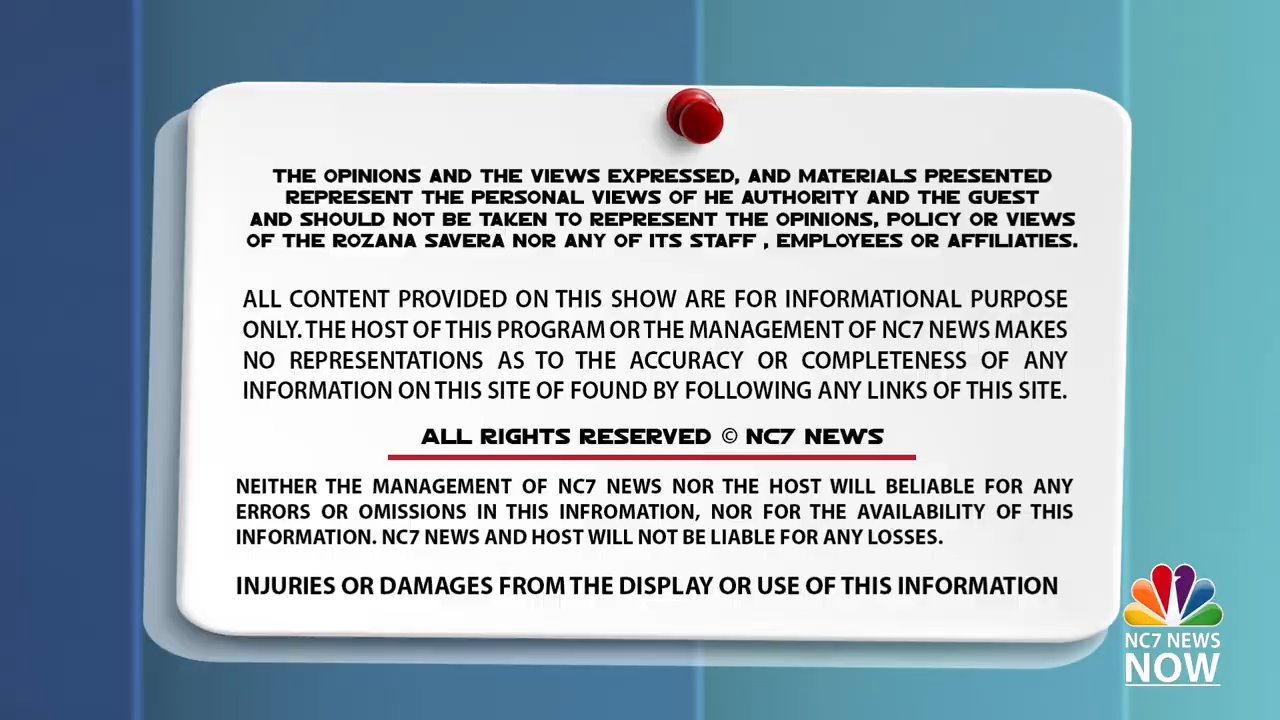 THE OPINIONS AND THE VIEWS EXPRESSED, AND MATERIALS PRESENTED
REPRESENT THE PERSONAL VIEWS OF HE AUTHORITY AND THE GUEST
AND SHOULD NOT BE TAKEN TO REPRESENT THE OPINIONS, POLICY OR VIEWS
OF THE ROZANA SAVERA NOR ANY OF ITS STAFF , EMPLOYEES OR AFFILIATIES.
ALL CONTENT PROVIDED ON THIS SHOW ARE FOR INFORMATIONAL PURPOSE
ONLY. THE HOST OF THIS PROGRAM OR THE MANAGEMENT OF NC7 NEWS MAKES
NO REPRESENTATIONS AS TO THE ACCURACY OR COMPLETENESS OF ANY
INFORMATION ON THIS SITE OF FOUND BY FOLLOWING ANY LINKS OF THIS SITE.
ALL RIGHTS RESERVED © NC7 NEWS
NEITHER THE MANAGEMENT OF NC7 NEWS NOR THE HOST WILL BELIABLE FOR ANY
ERRORS OR OMISSIONS IN THIS INFROMATION, NOR FOR THE AVAILABILITY OF THIS
INFORMATION. NC7 NEWS AND HOST WILL NOT BE LIABLE FOR ANY LOSSES.
INJURIES OR DAMAGES FROM THE DISPLAY OR USE OF THIS INFORMATION
NC7 NEWS
NOW